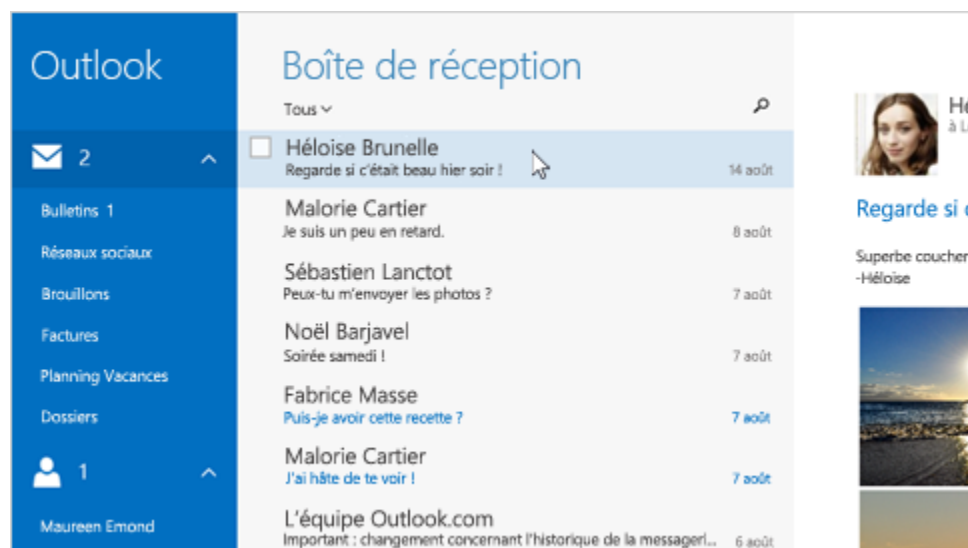 Outlook
2
Bulletins 1
Réseaux sociaux
Brouillons
Factures
Planning Vacances
Dossiers
1
Maureen Emond
Boîte de réception
Tous
Héloise Brunelle
Regarde si c'était beau hier soir !
14 août
Malorie Cartier
Je suis un peu en retard.
8 août
Sébastien Lanctot
Peux-tu m'envoyer les photos ?
7 août
Noël Barjavel
Soirée samedi !
7 août
Fabrice Masse
Puis-je avoir cette recette ?
7 août
Malorie Cartier
J'ai hâte de te voir !
7 août
L'équipe Outlook.com
Important : changement concernant l'historique de la messageri...
6 août
Hé
à L
Regarde si c
Superbe coucher
-Héloise